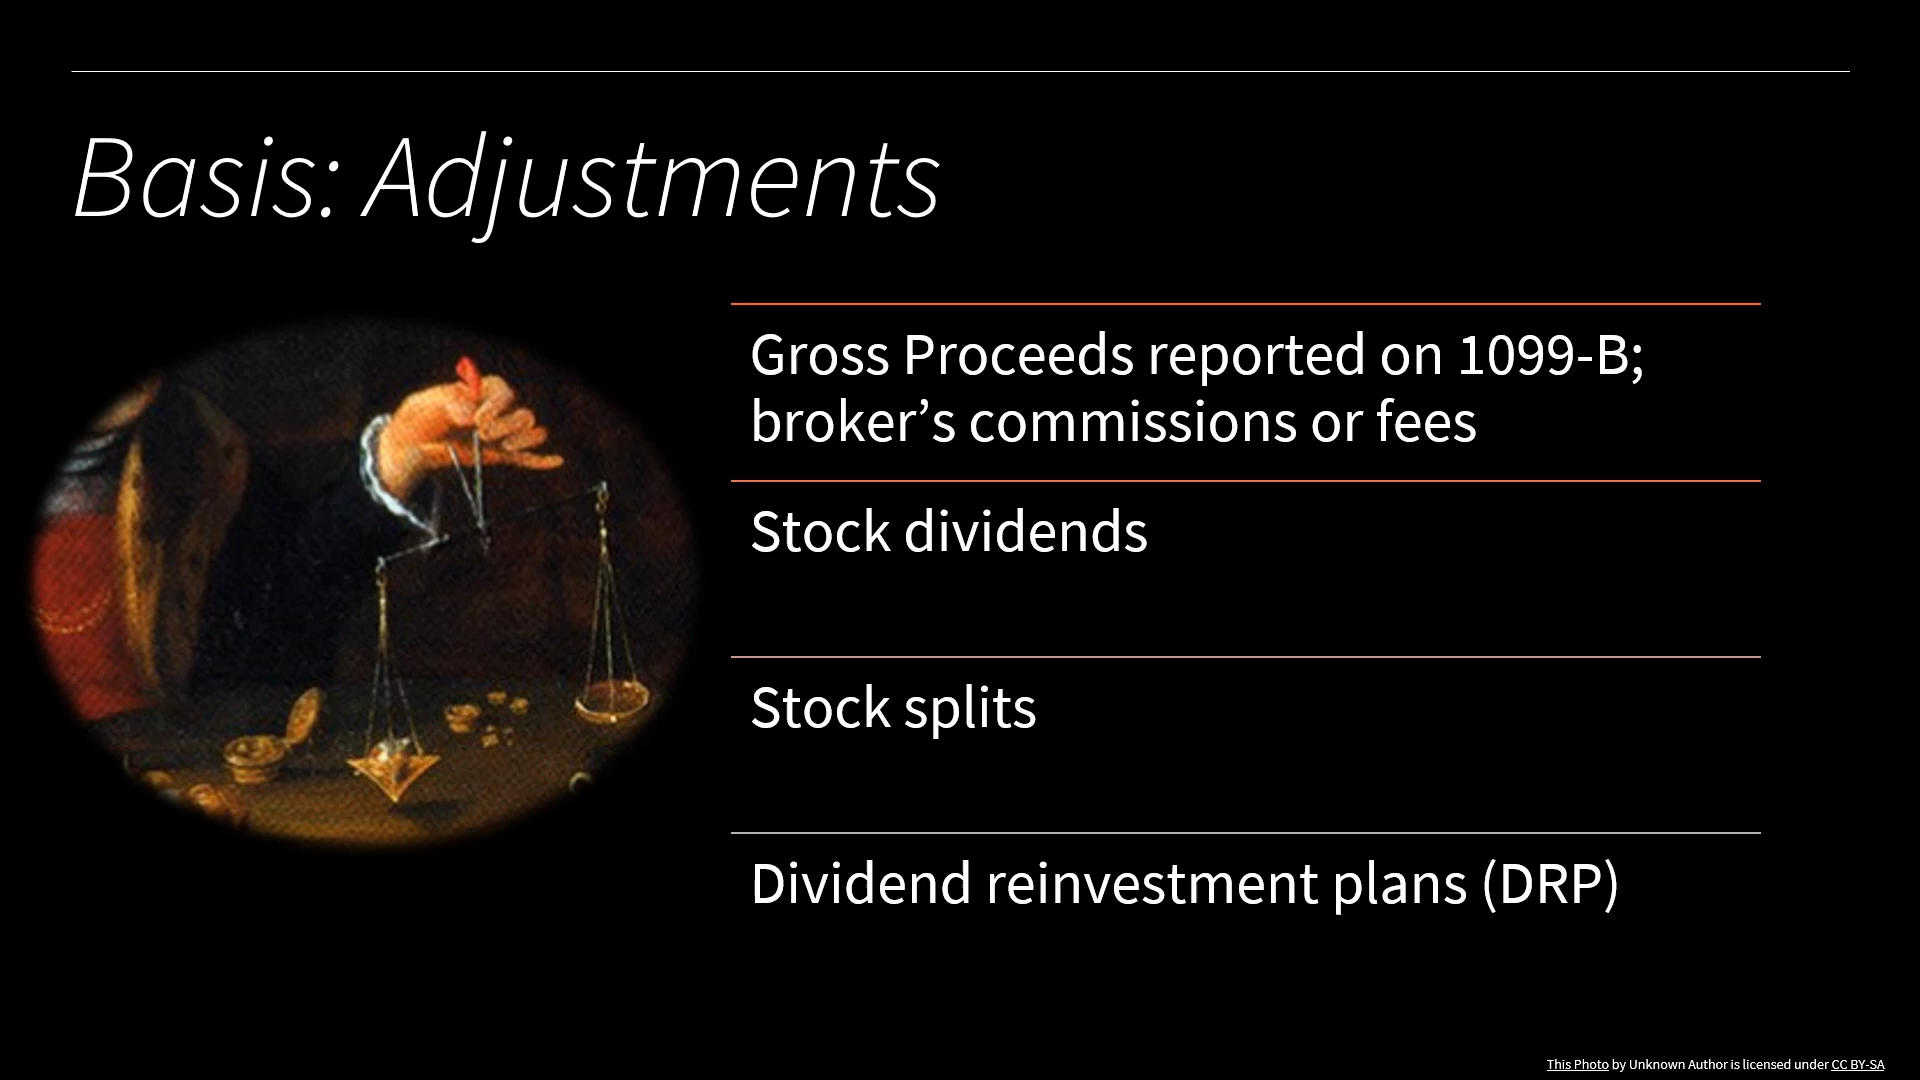 Basis: Adjustments
Gross Proceeds reported on 1099-B;
broker’s commissions or fees
Stock dividends
Stock splits
Dividend reinvestment plans (DRP)
This Photo by Unknown Author is licensed under CC BY-SA